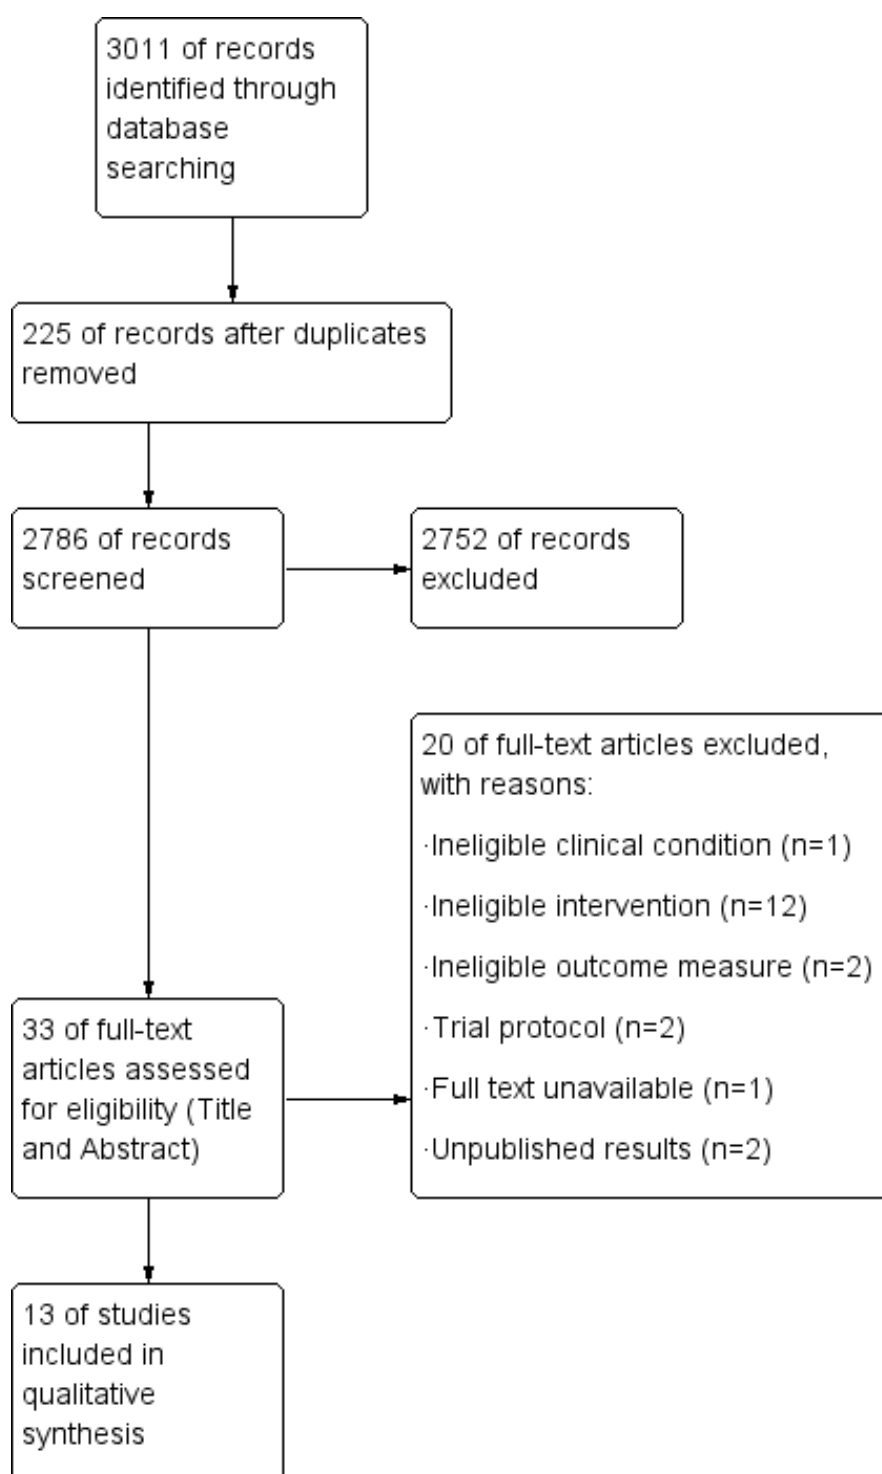 3011 of records
identified through
database
searching
225 of records after duplicates
removed
2786 of records
screened
2752 of records
excluded
20 of full-text articles excluded,
with reasons:
·Ineligible clinical condition (n=1)
·Ineligible intervention (n=12)
·Ineligible outcome measure (n=2)
·Trial protocol (n=2)
·Full text unavailable (n=1)
·Unpublished results (n=2)
33 of full-text
articles assessed
for eligibility (Title
and Abstract)
13 of studies
included in
qualitative
synthesis